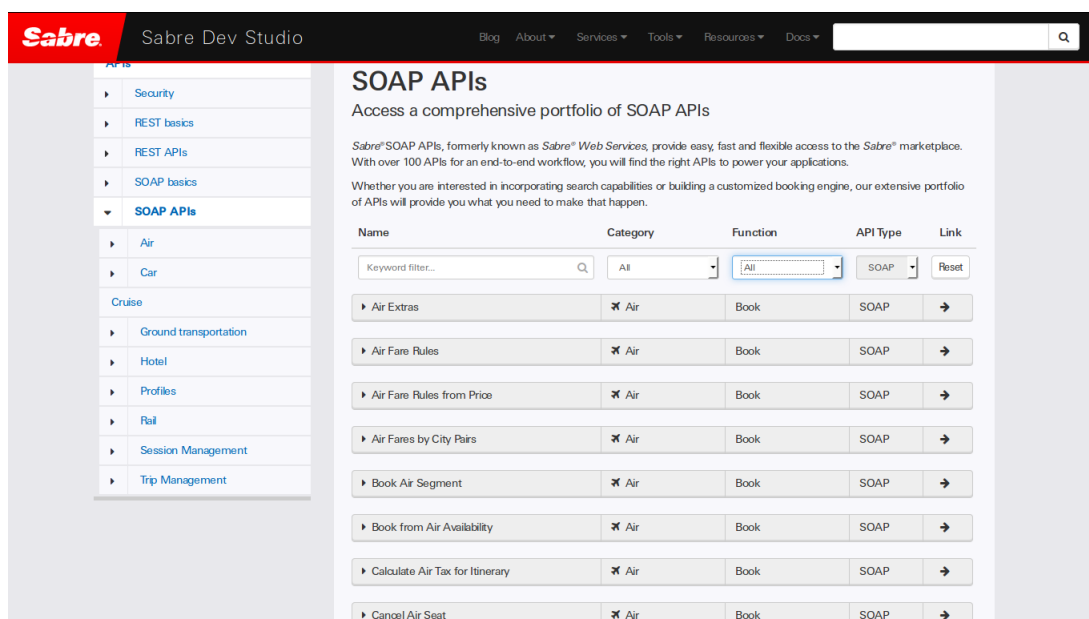 Sabre.
Sabre Dev Studio
Blog About Services Tools Resources Docs
APIs
Security
REST basics
REST APIs
SOAP basics
SOAP APIs
Air
Car
Cruise
Ground transportation
Hotel
Profiles
Rail
Session Management
Trip Management
SOAP APIs
Access a comprehensive portfolio of SOAP APIs
Sabre® SOAP APIs, formerly known as Sabre® Web Services, provide easy, fast and flexible access to the Sabre® marketplace.
With over 100 APIs for an end-to-end workflow, you will find the right APIs to power your applications.
Whether you are interested in incorporating search capabilities or building a customized booking engine, our extensive portfolio
of APIs will provide you what you need to make that happen.
Name Category Function API Type Link
Keyword filter... All All SOAP Reset
Air Extras Air Book SOAP
Air Fare Rules Air Book SOAP
Air Fare Rules from Price Air Book SOAP
Air Fares by City Pairs Air Book SOAP
Book Air Segment Air Book SOAP
Book from Air Availability Air Book SOAP
Calculate Air Tax for Itinerary Air Book SOAP
Cancel Air Seat Air Book SOAP